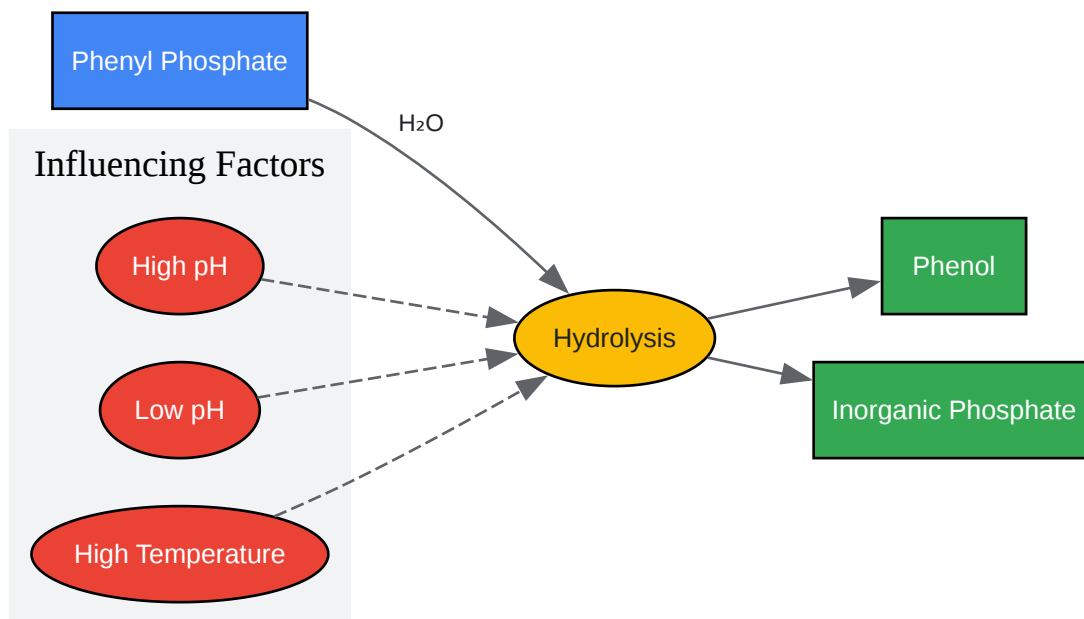 Phenyl Phosphate
H₂O
Influencing Factors
High pH
Phenol
Hydrolysis
Low pH
Inorganic Phosphate
High Temperature